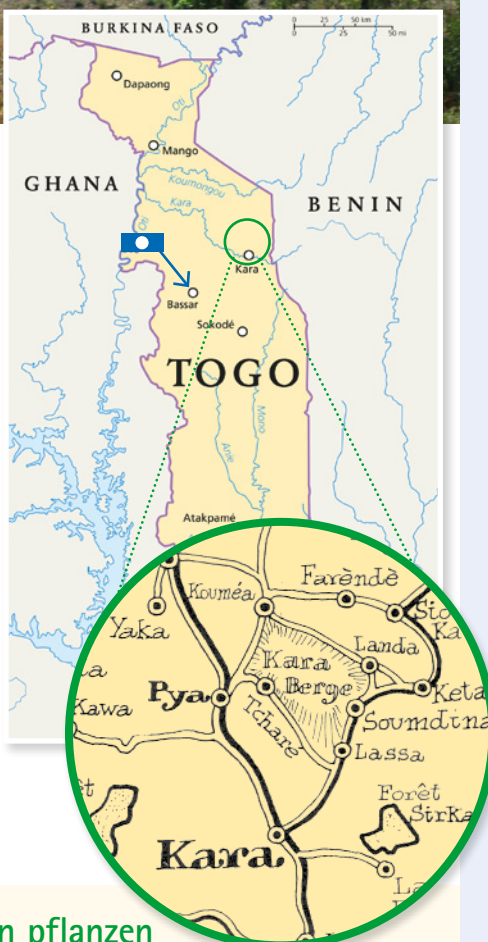 BURKINA FASO
0 25 50 km
0 25 50 mi
Dapaong
Oti
Mango
GHANA
Koumongou
BENIN
Kara
Oti
Kara
Bassar
Sokodé
TOGO
Mono
Anie
Atakpamé
Kouméa
Farèndè
Yaka
Landa
Kara
Berge
Pya
Keta
Kawa
Tcharé
Soumdina
Lassa
Forêt
Sirka
Kara
n pflanzen